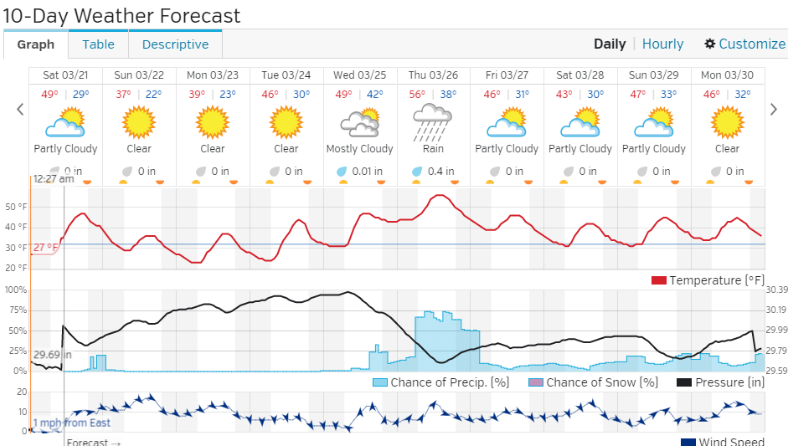 10-Day Weather Forecast
Graph Table Descriptive Daily Hourly Customize
Sat 03/21 Sun 03/22 Mon 03/23 Tue 03/24 Wed 03/25 Thu 03/26 Fri 03/27 Sat 03/28 Sun 03/29 Mon 03/30
49° | 29° 37° | 22° 39° | 23° 46° | 30° 49° | 42° 56° | 38° 46° | 31° 43° | 30° 47° | 33° 46° | 32°
Partly Cloudy Clear Clear Clear Mostly Cloudy Rain Partly Cloudy Partly Cloudy Partly Cloudy Clear
0 in 0 in 0 in 0 in 0.01 in 0.4 in 0 in 0 in 0 in 0 in
12:27 am
50 °F
40 °F
30 °F
27 °F
20 °F
Temperature [°F]
100% 30.39
75% 30.19
50% 29.99
25% 29.79
29.69 in
0% 29.59
Chance of Precip. [%] Chance of Snow [%] Pressure [in]
20
10
1 mph from East
0
Forecast → Wind Speed